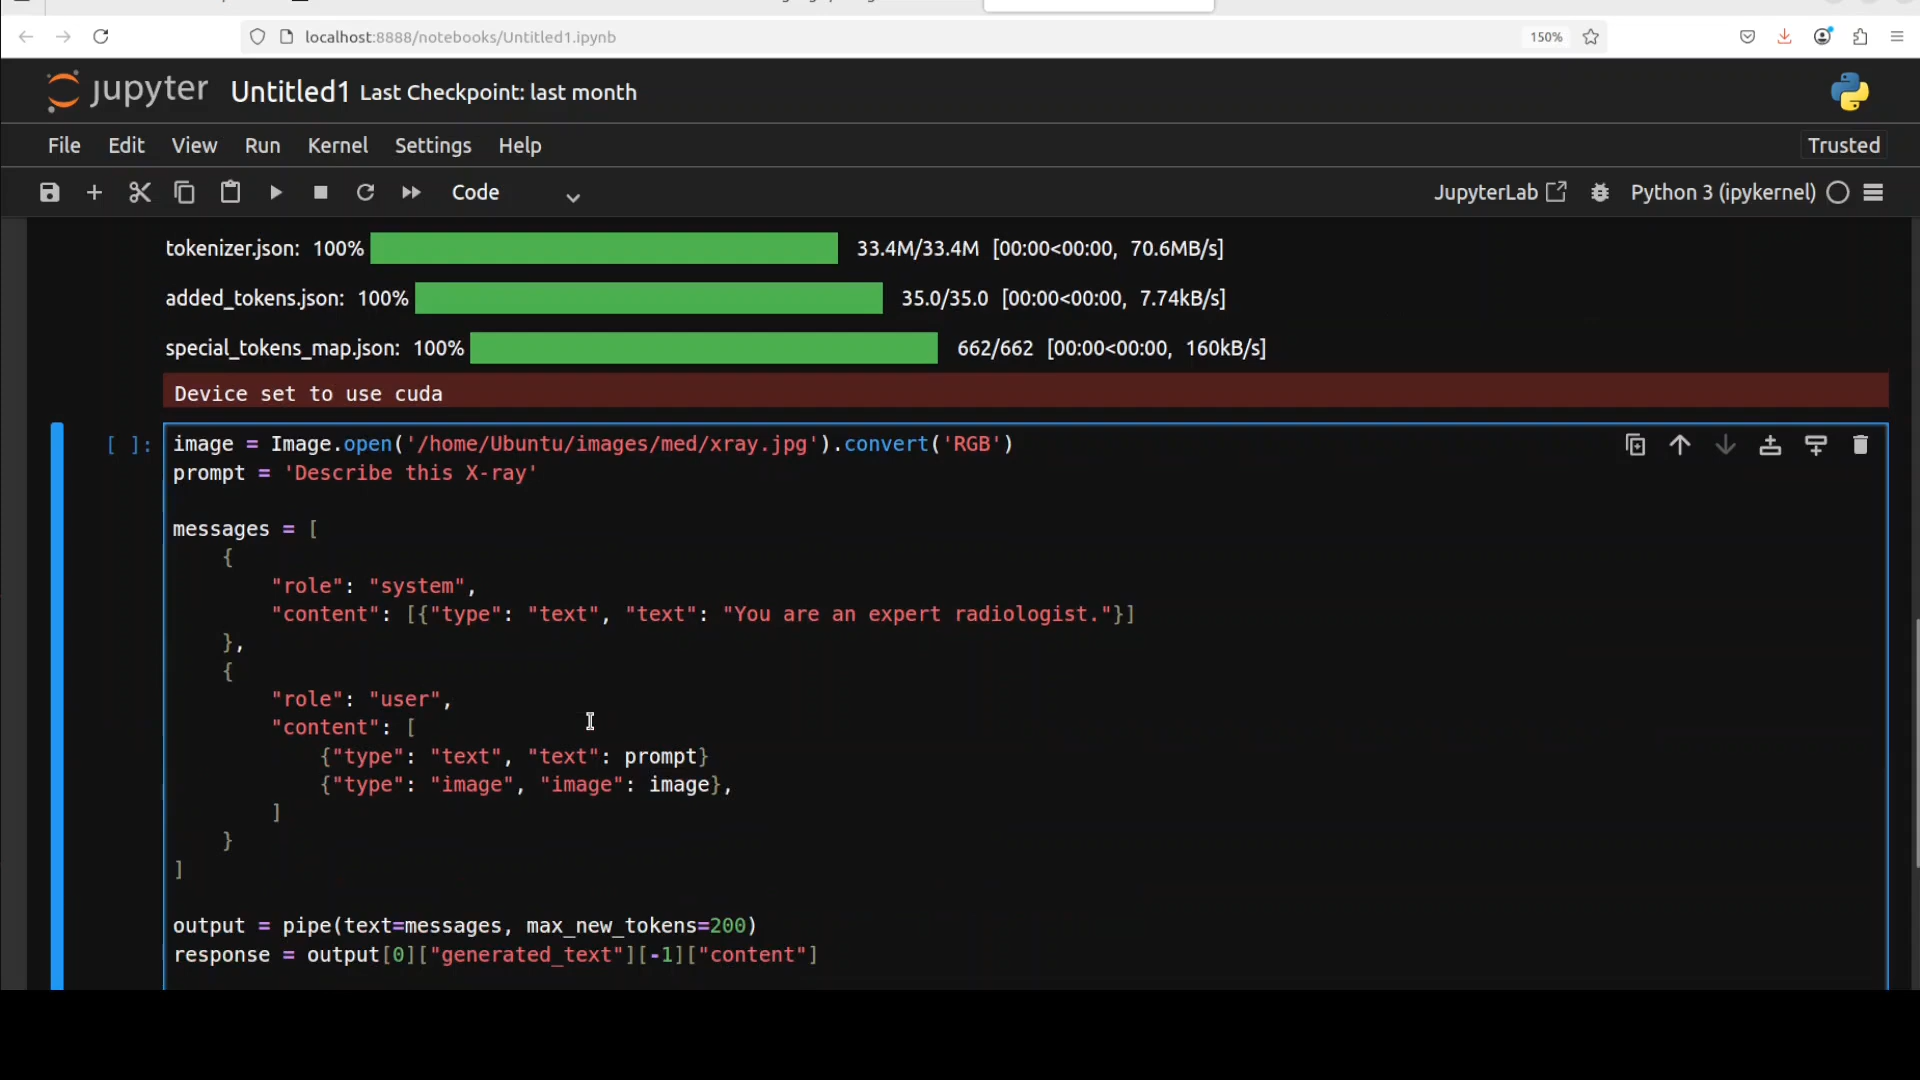 localhost:8888/notebooks/Untitled1.ipynb
150%
jupyter Untitled1 Last Checkpoint: last month
File Edit View Run Kernel Settings Help
Trusted
Code
JupyterLab
Python 3 (ipykernel)
tokenizer.json: 100% 33.4M/33.4M [00:00<00:00, 70.6MB/s]
added_tokens.json: 100% 35.0/35.0 [00:00<00:00, 7.74kB/s]
special_tokens_map.json: 100% 662/662 [00:00<00:00, 160kB/s]
Device set to use cuda
[ ]: image = Image.open('/home/Ubuntu/images/med/xray.jpg').convert('RGB')
prompt = 'Describe this X-ray'
messages = [
{
"role": "system",
"content": [{"type": "text", "text": "You are an expert radiologist."}]
},
{
"role": "user",
"content": [
{"type": "text", "text": prompt}
{"type": "image", "image": image},
]
}
]
output = pipe(text=messages, max_new_tokens=200)
response = output[0]["generated_text"][-1]["content"]